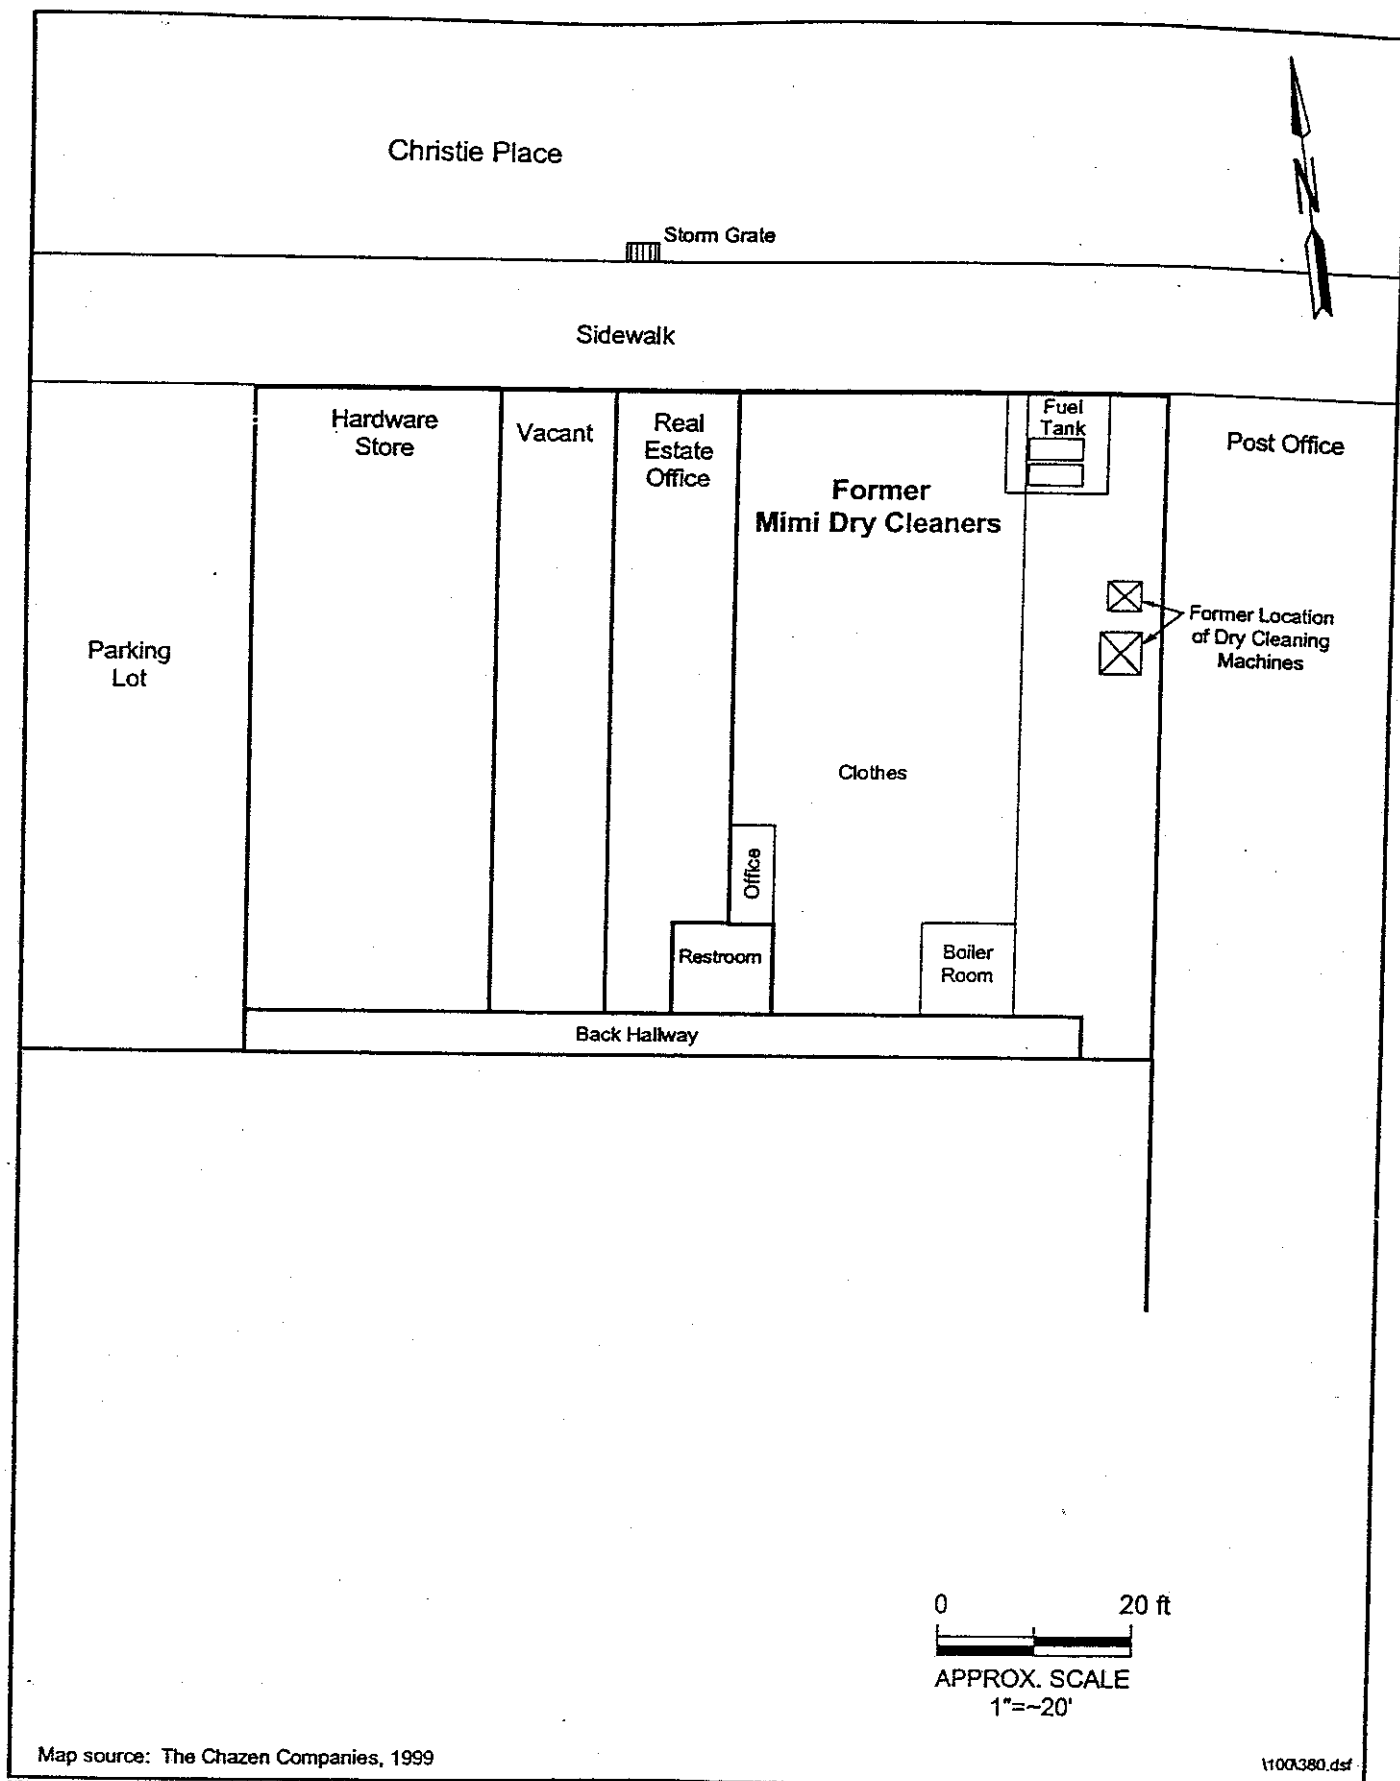 Christie Place
N
Storm Grate
Sidewalk
Hardware
Store
Vacant
Real
Estate
Office
Former
Mimi Dry Cleaners
Fuel
Tank
Post Office
Parking
Lot
Former Location
of Dry Cleaning
Machines
Clothes
Office
Restroom
Boiler
Room
Back Hallway
0 20 ft
APPROX. SCALE
1"=~20'
Map source: The Chazen Companies, 1999
\100\380.dsf